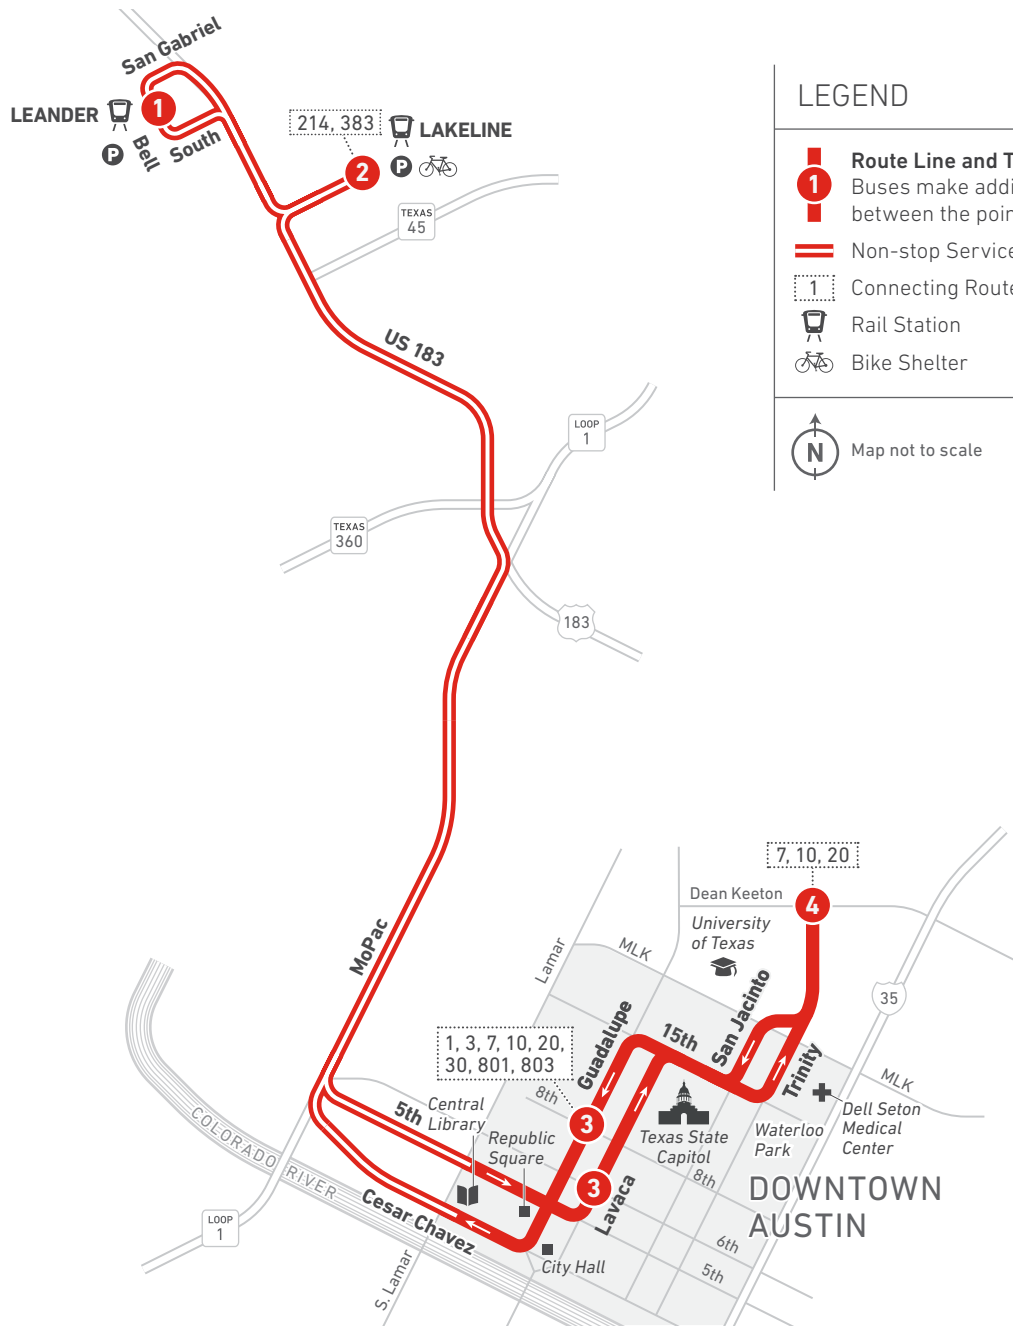 San Gabriel
LEANDER
1
P
Bell
South
214, 383
LAKELINE
2
P
TEXAS
45
US 183
LOOP
1
TEXAS
360
183
LEGEND
1
Route Line and T
Buses make addi
between the poin
Non-stop Service
1
Connecting Route
Rail Station
Bike Shelter
N
Map not to scale
MoPac
7, 10, 20
Dean Keeton
4
University
of Texas
Lamar
MLK
35
San Jacinto
Guadalupe
15th
1, 3, 7, 10, 20,
30, 801, 803
Trinity
MLK
8th
5th
Central
Library
3
Republic
Square
Texas State
Capitol
Waterloo
Park
Dell Seton
Medical
Center
8th
3
Lavaca
DOWNTOWN
AUSTIN
COLORADO RIVER
Cesar Chavez
LOOP
1
6th
5th
City Hall
S. Lamar